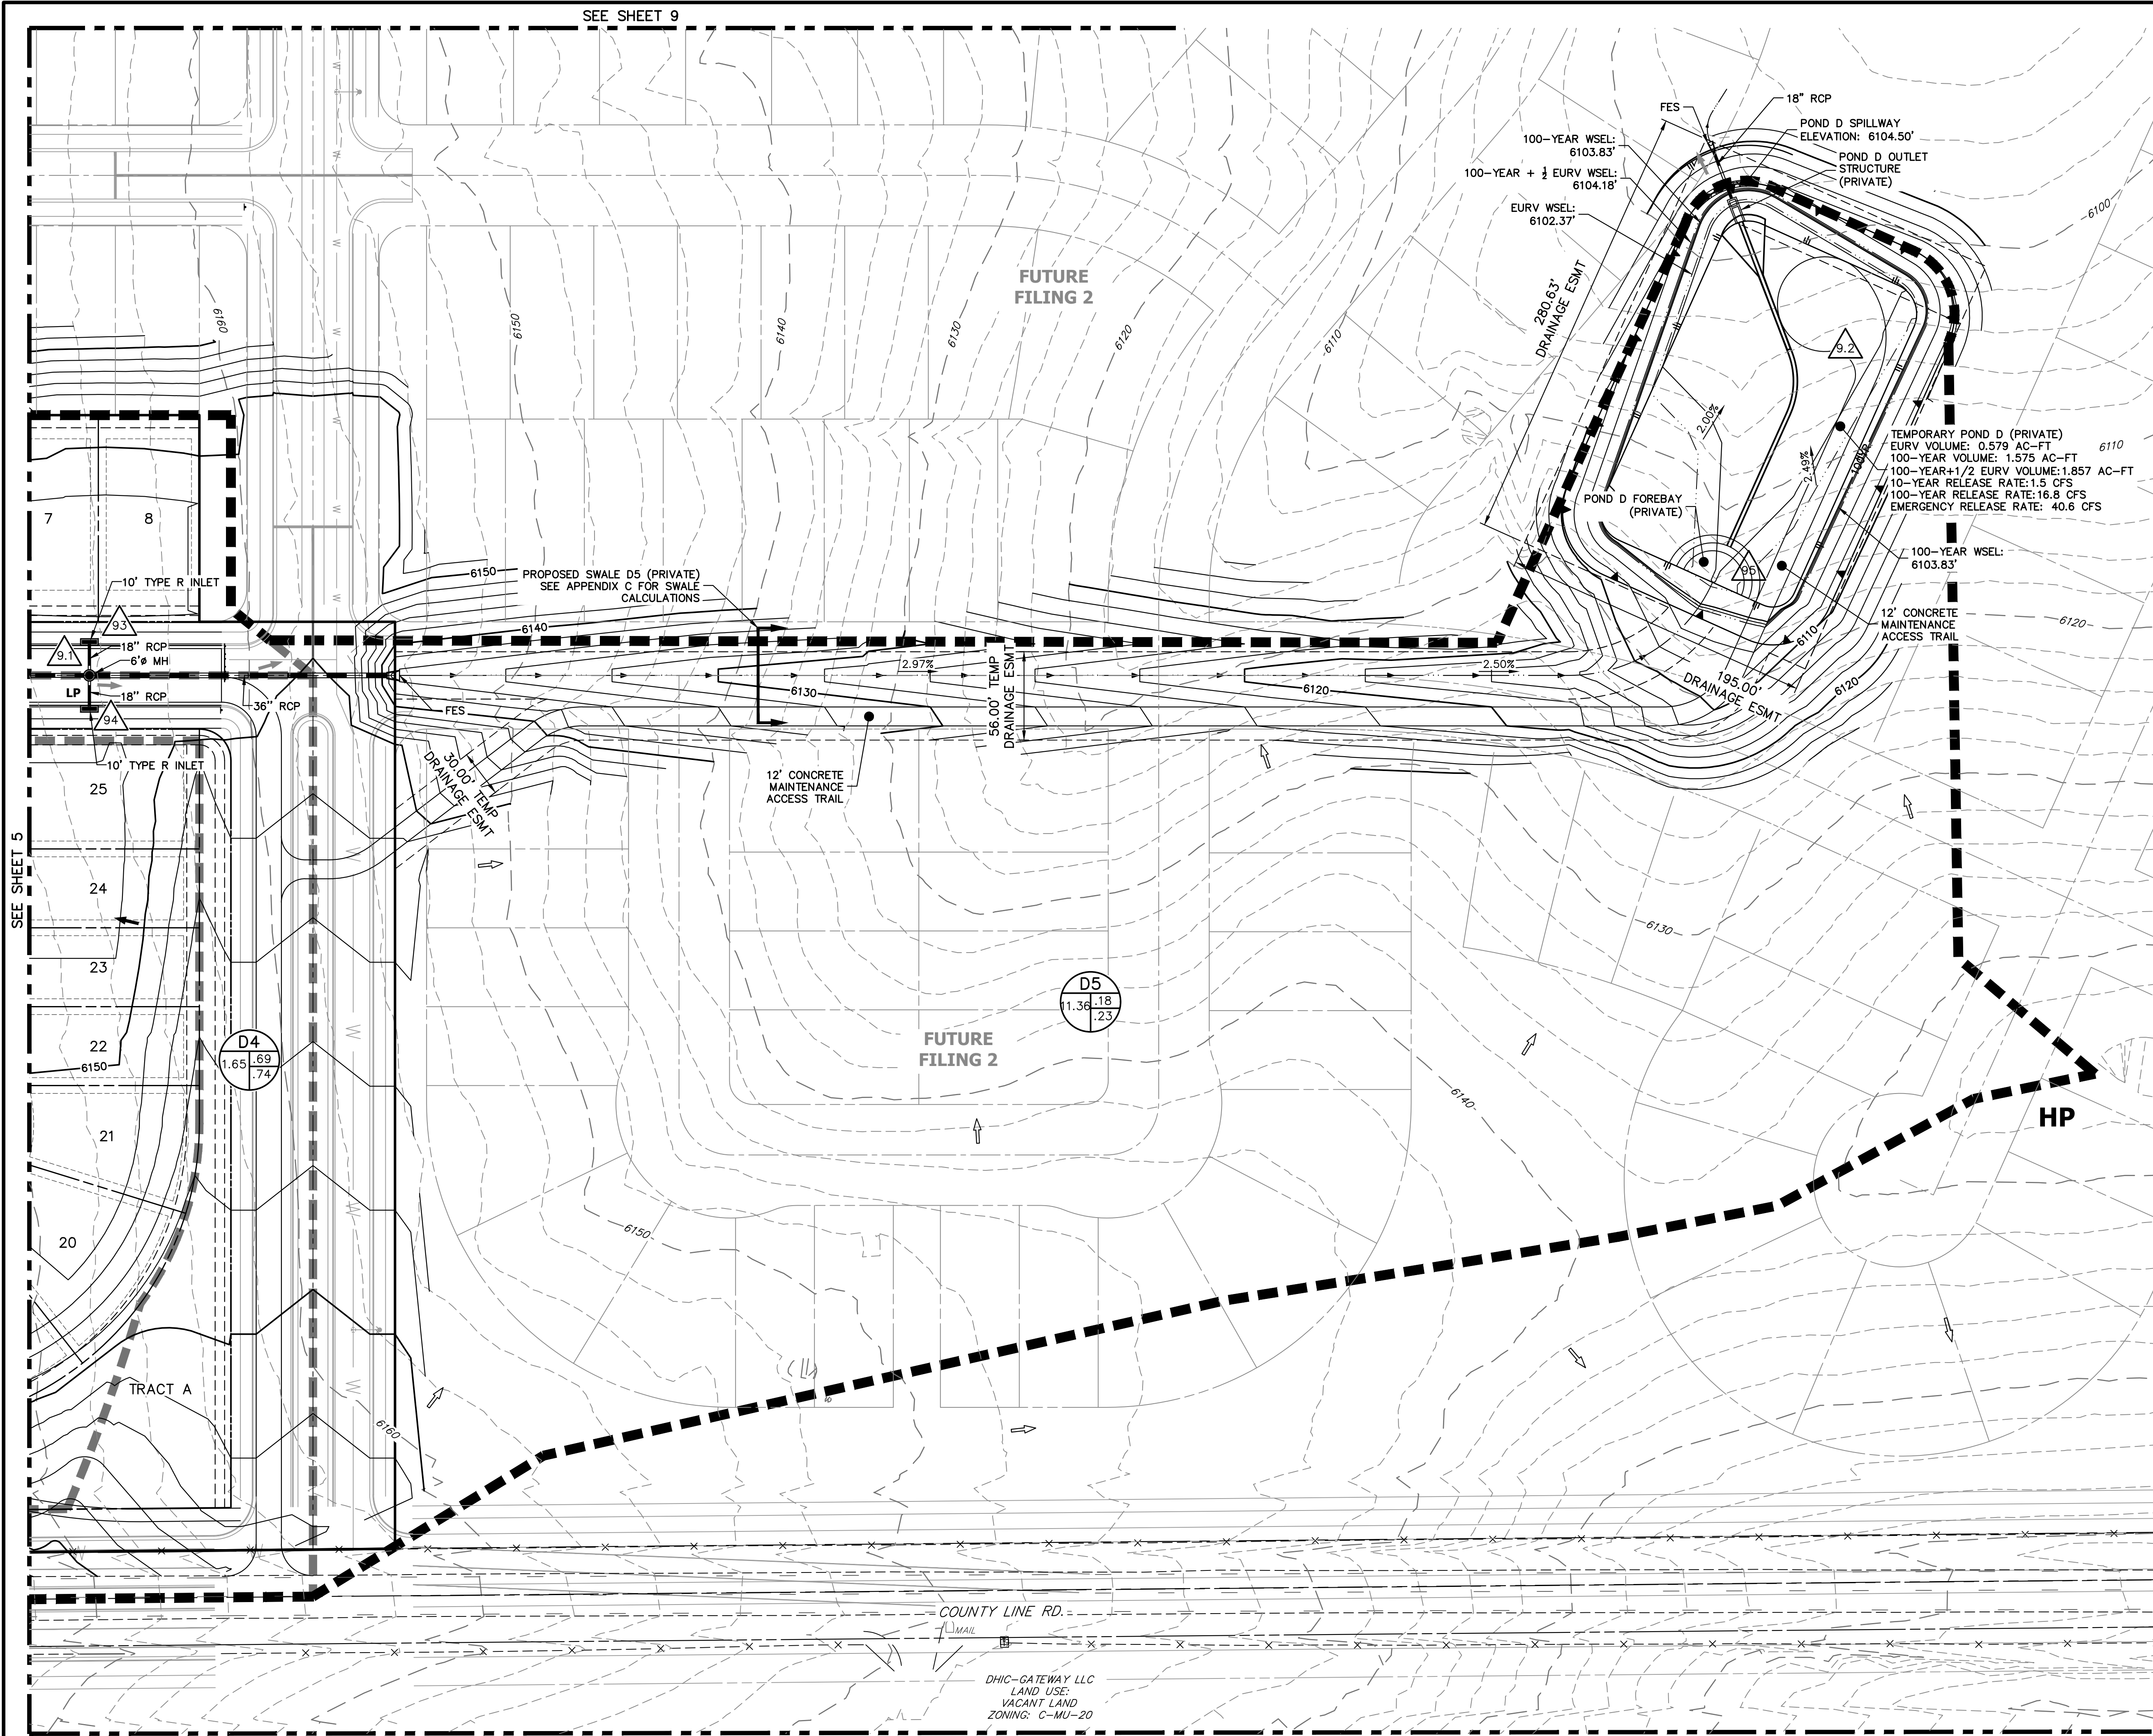 SEE SHEET 9
SEE SHEET 5
FES
18" RCP
POND D SPILLWAY
ELEVATION: 6104.50'
100-YEAR WSEL:
6103.83'
POND D OUTLET
STRUCTURE
(PRIVATE)
100-YEAR + ½ EURV WSEL:
6104.18'
EURV WSEL:
6102.37'
6100
280.63'
DRAINAGE ESMT
FUTURE
FILING 2
6160
6150
6140
6130
6120
6110
9.2
2.00%
2.49%
100YR
TEMPORARY POND D (PRIVATE)
EURV VOLUME: 0.579 AC-FT
100-YEAR VOLUME: 1.575 AC-FT
100-YEAR+1/2 EURV VOLUME:1.857 AC-FT
10-YEAR RELEASE RATE:1.5 CFS
100-YEAR RELEASE RATE:16.8 CFS
EMERGENCY RELEASE RATE: 40.6 CFS
6110
POND D FOREBAY
(PRIVATE)
95
100-YEAR WSEL:
6103.83'
12' CONCRETE
MAINTENANCE
ACCESS TRAIL
6110
6120
6120
7
8
10' TYPE R INLET
93
9.1
18" RCP
6'ø MH
LP
18" RCP
94
36" RCP
10' TYPE R INLET
FES
6150
PROPOSED SWALE D5 (PRIVATE)
SEE APPENDIX C FOR SWALE
CALCULATIONS
6140
2.97%
6130
2.50%
6120
56.00' TEMP
DRAINAGE ESMT
195.00'
DRAINAGE ESMT
30.00' TEMP
DRAINAGE ESMT
12' CONCRETE
MAINTENANCE
ACCESS TRAIL
25
24
23
22
6150
21
20
TRACT A
D4
1.65
.69
.74
D5
11.36
.18
.23
FUTURE
FILING 2
6130
6140
6150
6160
HP
W
W
W
W
W
W
W
W
COUNTY LINE RD.
MAIL
DHIC-GATEWAY LLC
LAND USE:
VACANT LAND
ZONING: C-MU-20